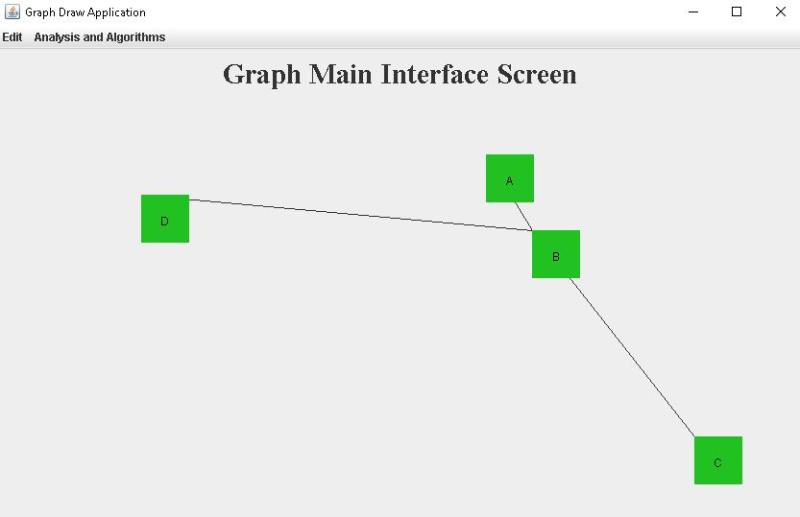 Graph Draw Application
Edit Analysis and Algorithms
Graph Main Interface Screen
A
D
B
C